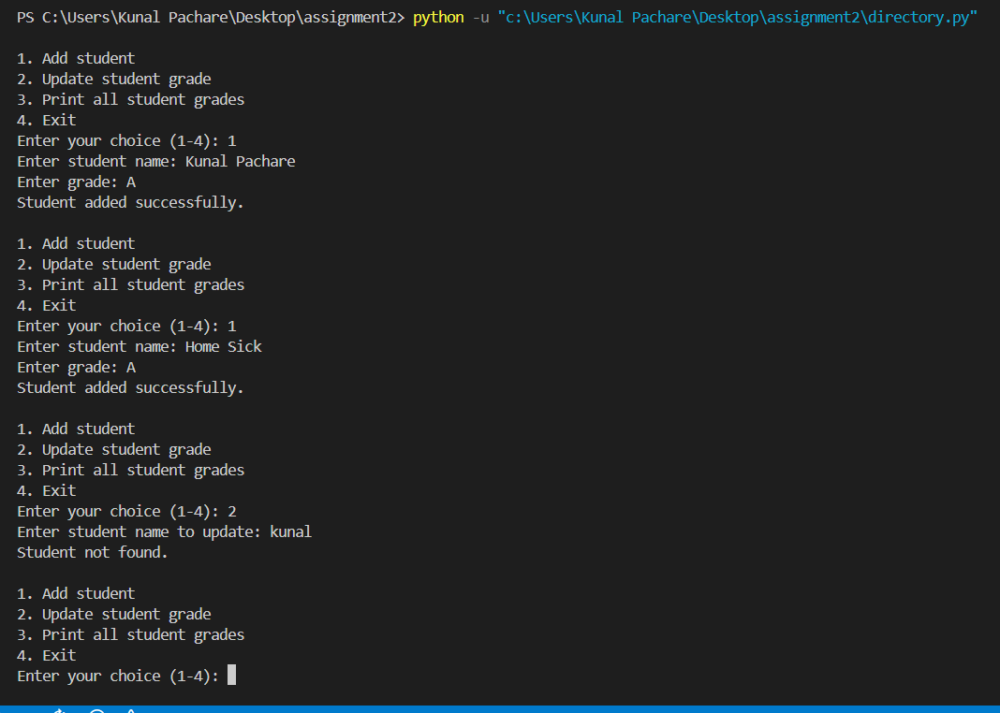 PS C:\Users\Kunal Pachare\Desktop\assignment2> python -u "c:\Users\Kunal Pachare\Desktop\assignment2\directory.py"
1. Add student
2. Update student grade
3. Print all student grades
4. Exit
Enter your choice (1-4): 1
Enter student name: Kunal Pachare
Enter grade: A
Student added successfully.
1. Add student
2. Update student grade
3. Print all student grades
4. Exit
Enter your choice (1-4): 1
Enter student name: Home Sick
Enter grade: A
Student added successfully.
1. Add student
2. Update student grade
3. Print all student grades
4. Exit
Enter your choice (1-4): 2
Enter student name to update: kunal
Student not found.
1. Add student
2. Update student grade
3. Print all student grades
4. Exit
Enter your choice (1-4):